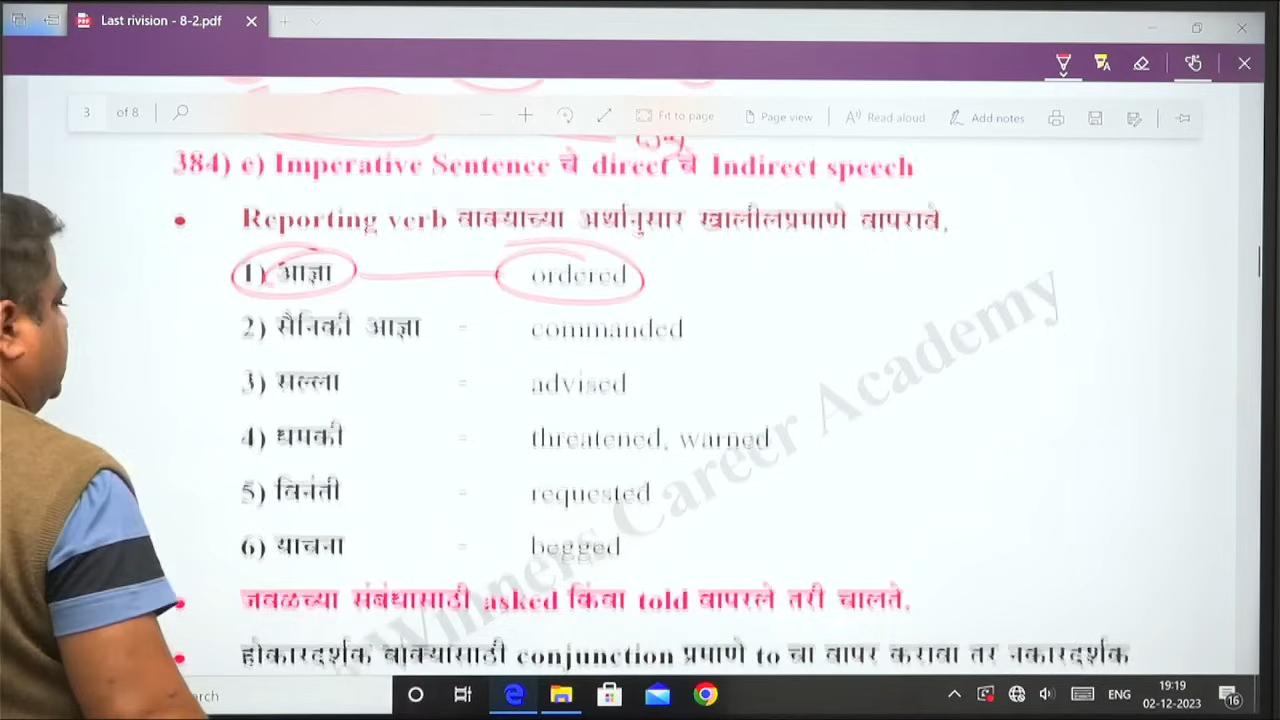 Last rivision - 8-2.pdf
3 of 8 Fit to page Page view Read aloud Add notes
384) e) Imperative Sentence चे direct चे Indirect speech
• Reporting verb वाक्याच्या अर्थानुसार खालीलप्रमाणे वापरावे.
1) आज्ञा ordered
2) सैनिकी आज्ञा = commanded
3) सल्ला = advised
4) धमकी = threatened, warned
5) विनंती = requested
6) याचना = begged
• जवळच्या संबंधासाठी asked किंवा told वापरले तरी चालते.
• होकारदर्शक वाक्यांसाठी conjunction प्रमाणे to चा वापर करावा तर नकारदर्शक
Winners Career Academy
arch
ENG
19:19
02-12-2023
16